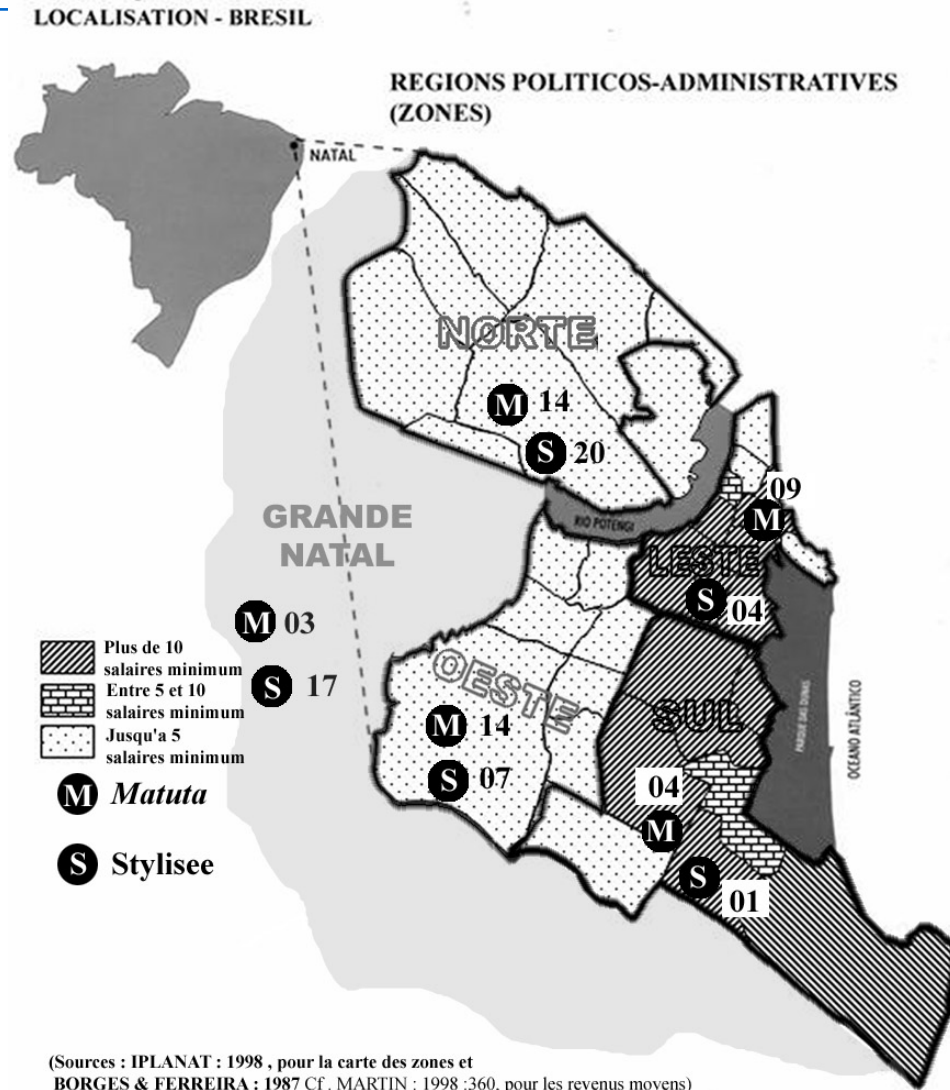 LOCALISATION - BRESIL
REGIONS POLITICOS-ADMINISTRATIVES
(ZONES)
NATAL
NORTE
M 14
S 20
09
M
RIO POTENGI
GRANDE
NATAL
LESTE
S 04
M 03
S 17
OESTE
M 14
S 07
SUL
04
M
S
01
PARQUE DAS DUNAS
OCEANO ATLÂNTICO
Plus de 10
salaires minimum
Entre 5 et 10
salaires minimum
Jusqu'a 5
salaires minimum
M Matuta
S Stylisee
(Sources : IPLANAT : 1998 , pour la carte des zones et
BORGES & FERREIRA : 1987 Cf . MARTIN : 1998 :360, pour les revenus moyens)